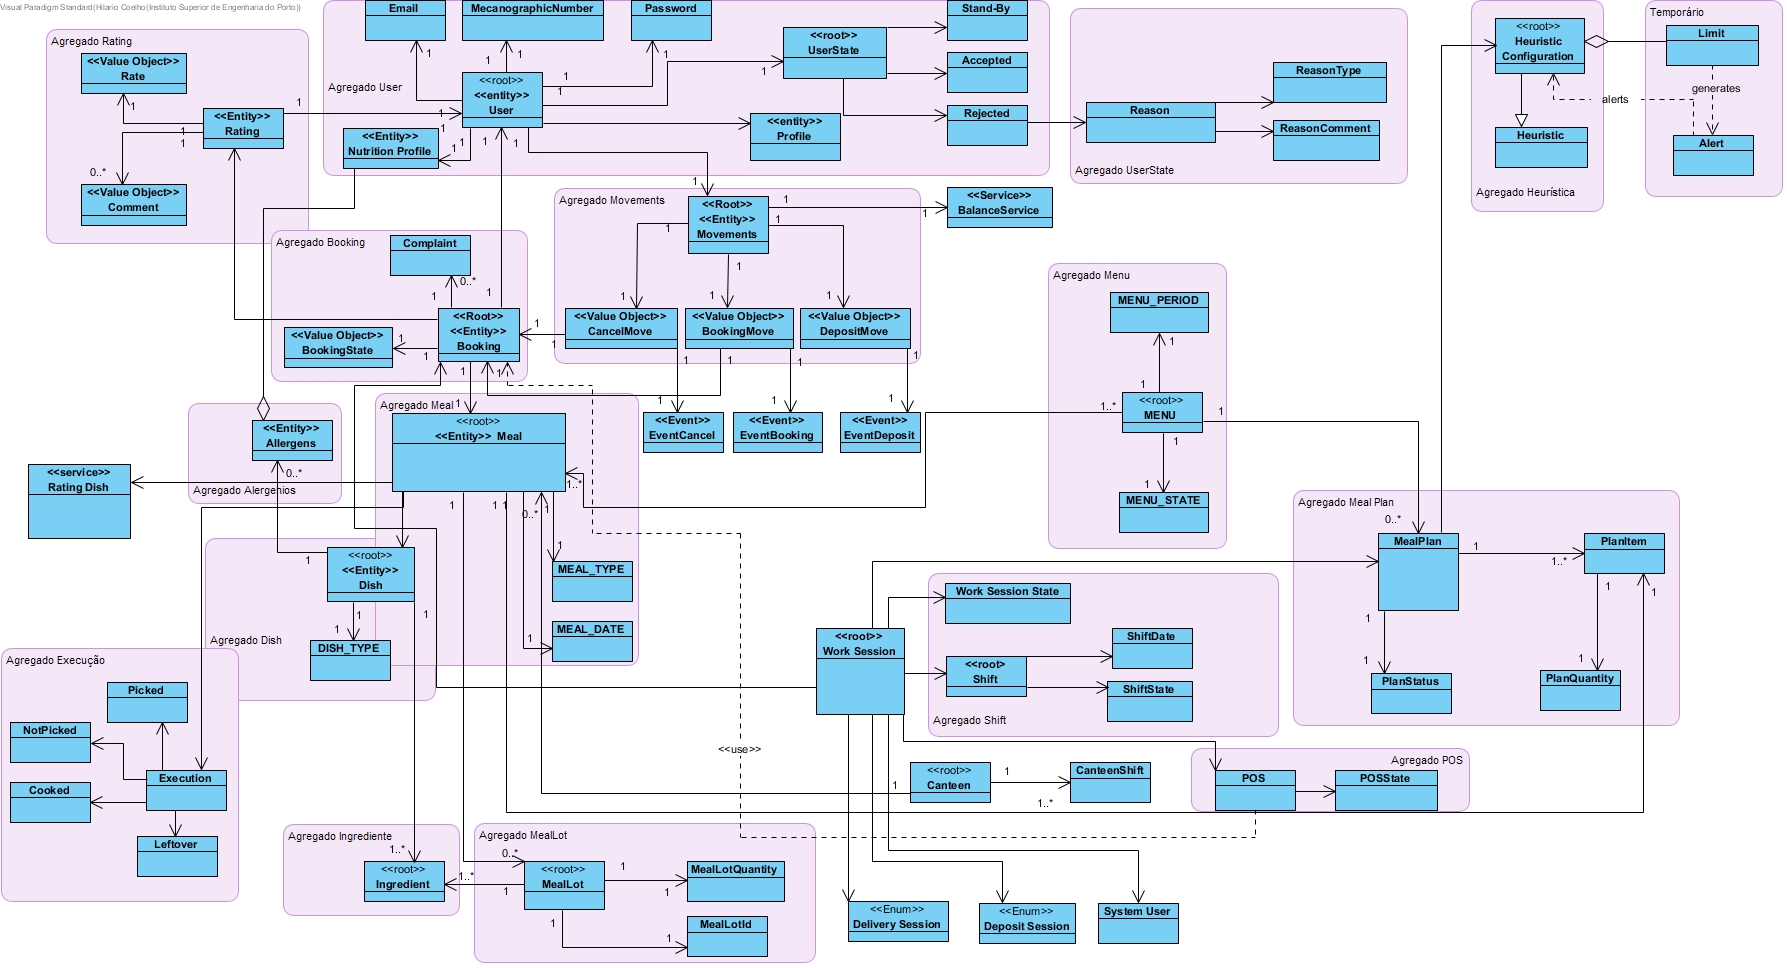 Visual Paradigm Standard(Hilario Coelho(Instituto Superior de Engenharia do Porto))
Agregado Rating
<<Value Object>>
Rate
1
<<Entity>>
Rating
1
1
1
0..*
<<Value Object>>
Comment
Agregado User
Email
MecanographicNumber
Password
1
1
1
1
<<root>>
<<entity>>
User
1
1
1
1
1
1
1
1
1
1
<<Entity>>
Nutrition Profile
<<entity>>
Profile
<<root>>
UserState
Stand-By
Accepted
Rejected
Agregado UserState
Reason
ReasonType
ReasonComment
Agregado Heurística
<<root>>
Heuristic
Configuration
Heuristic
Temporário
Limit
generates
alerts
Alert
Agregado Movements
1
<<Root>>
<<Entity>>
Movements
1
1
1
1
1
1
1
1
<<Service>>
BalanceService
<<Value Object>>
CancelMove
<<Value Object>>
BookingMove
<<Value Object>>
DepositMove
1
1
1
1
1
1
1
1
1
<<Event>>
EventCancel
<<Event>>
EventBooking
<<Event>>
EventDeposit
Agregado Booking
Complaint
0..*
1
1
<<Root>>
<<Entity>>
Booking
<<Value Object>>
BookingState
1
1
1
1
1
Agregado Menu
MENU_PERIOD
1
1
<<root>>
MENU
1..*
1
1
1
MENU_STATE
Agregado Alergenios
<<Entity>>
Allergens
0..*
<<service>>
Rating Dish
Agregado Meal
<<root>>
<<Entity>> Meal
1..*
1
1
1
0..*
1
1
MEAL_TYPE
1
MEAL_DATE
Agregado Dish
1
<<root>>
<<Entity>>
Dish
1
1
1
DISH_TYPE
Agregado Execução
Picked
NotPicked
Cooked
Execution
Leftover
Agregado Meal Plan
0..*
MealPlan
1
1..*
PlanItem
1
1
1
1
1
PlanStatus
PlanQuantity
<<root>>
Work Session
Agregado Shift
Work Session State
<<root>
Shift
ShiftDate
ShiftState
<<use>>
<<root>>
Canteen
1
1
1..*
CanteenShift
Agregado POS
POS
POSState
Agregado Ingrediente
1..*
<<root>>
Ingredient
1..*
Agregado MealLot
0..*
<<root>>
MealLot
1
1
1
1
1
MealLotQuantity
MealLotId
<<Enum>>
Delivery Session
<<Enum>>
Deposit Session
System User